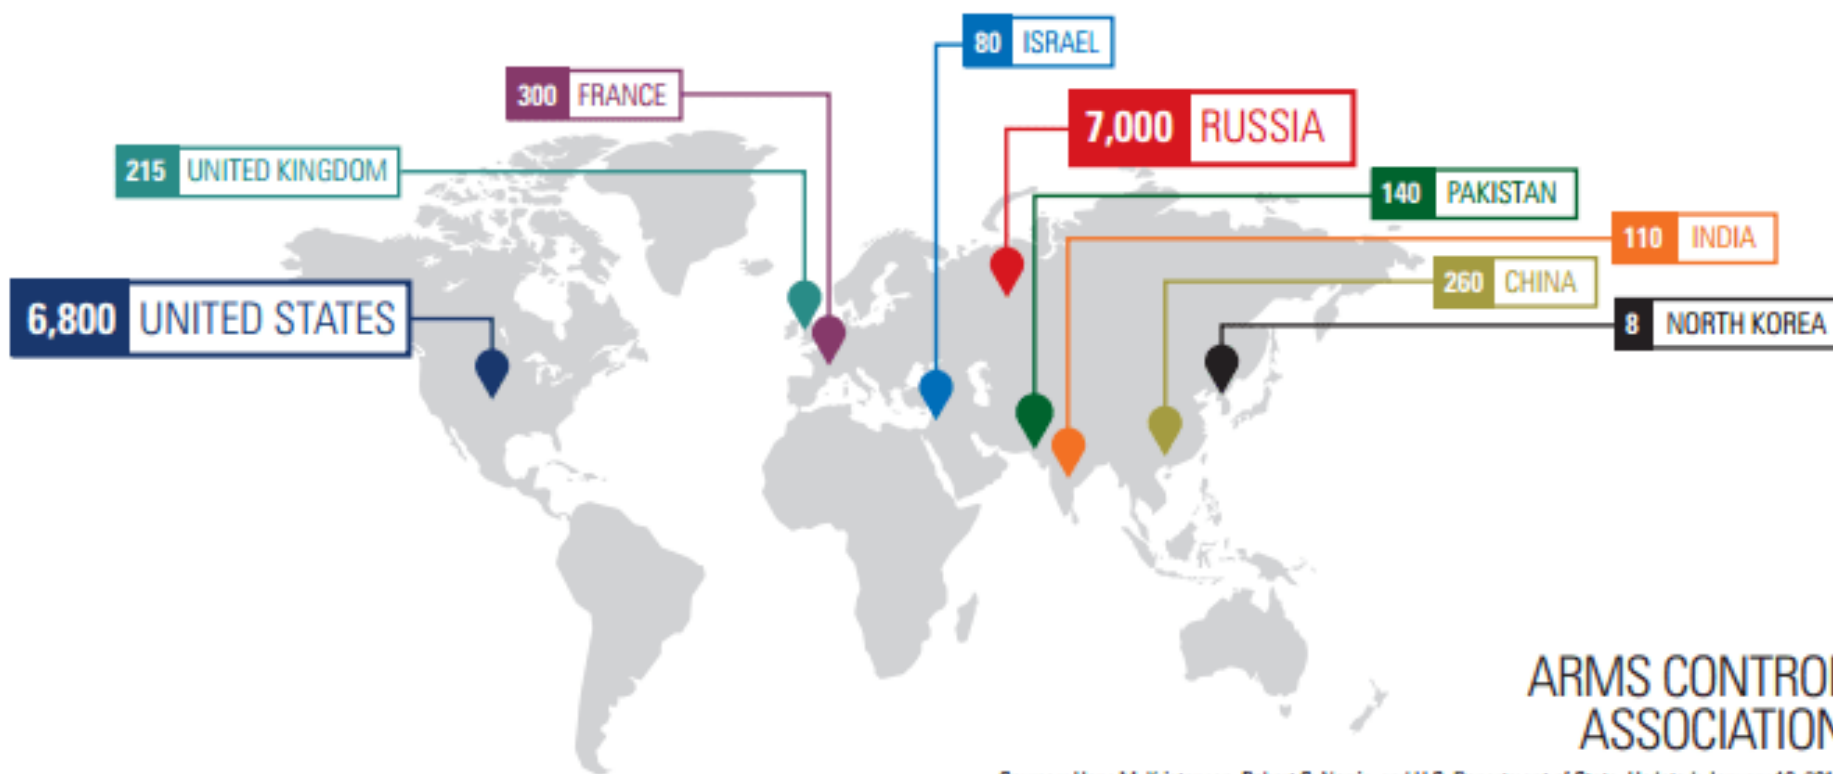 80 ISRAEL
300 FRANCE
7,000 RUSSIA
215 UNITED KINGDOM
140 PAKISTAN
110 INDIA
260 CHINA
6,800 UNITED STATES
8 NORTH KOREA
ARMS CONTROL
ASSOCIATION